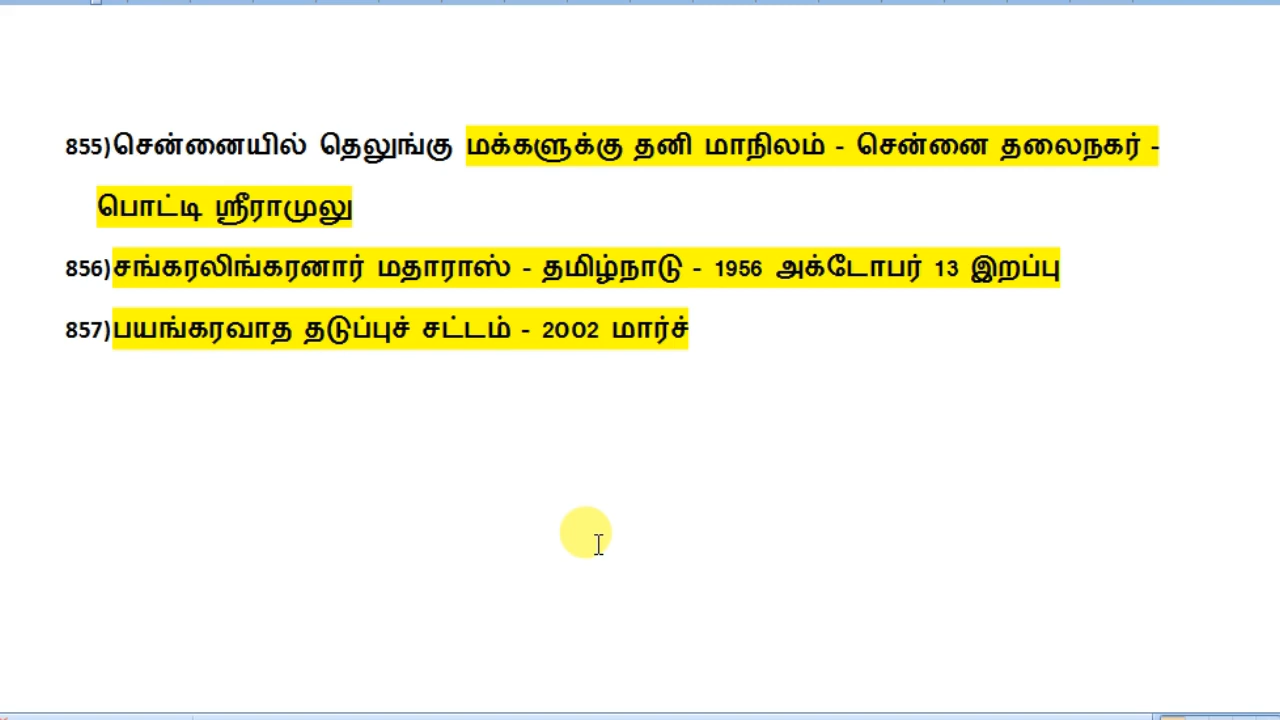 855)சென்னையில் தெலுங்கு மக்களுக்கு தனி மாநிலம் - சென்னை தலைநகர் -
பொட்டி ஸ்ரீராமுலு
856)சங்கரலிங்கரனார் மதாராஸ் - தமிழ்நாடு - 1956 அக்டோபர் 13 இறப்பு
857)பயங்கரவாத தடுப்புச் சட்டம் - 2002 மார்ச்